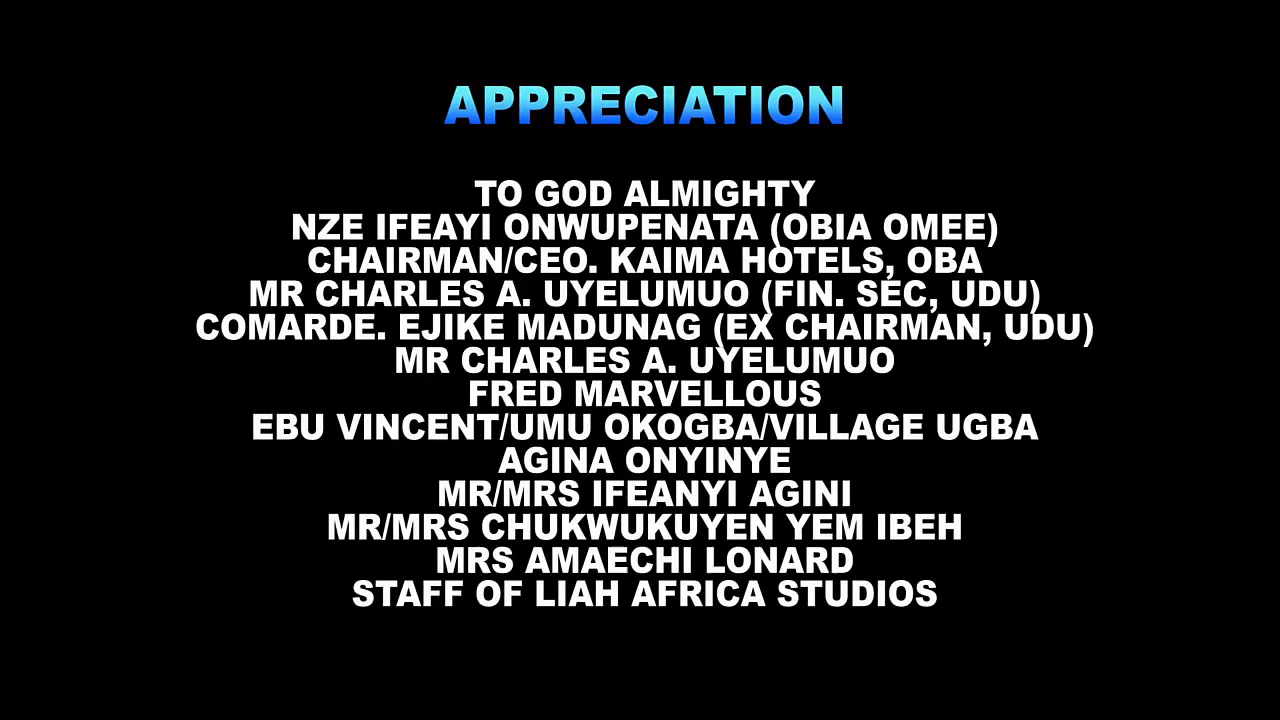 APPRECIATION
TO GOD ALMIGHTY
NZE IFEAYI ONWUPENATA (OBIA OMEE)
CHAIRMAN/CEO. KAIMA HOTELS, OBA
MR CHARLES A. UYELUMUO (FIN. SEC, UDU)
COMARDE. EJIKE MADUNAG (EX CHAIRMAN, UDU)
MR CHARLES A. UYELUMUO
FRED MARVELLOUS
EBU VINCENT/UMU OKOGBA/VILLAGE UGBA
AGINA ONYINYE
MR/MRS IFEANYI AGINI
MR/MRS CHUKWUKUYEN YEM IBEH
MRS AMAECHI LONARD
STAFF OF LIAH AFRICA STUDIOS